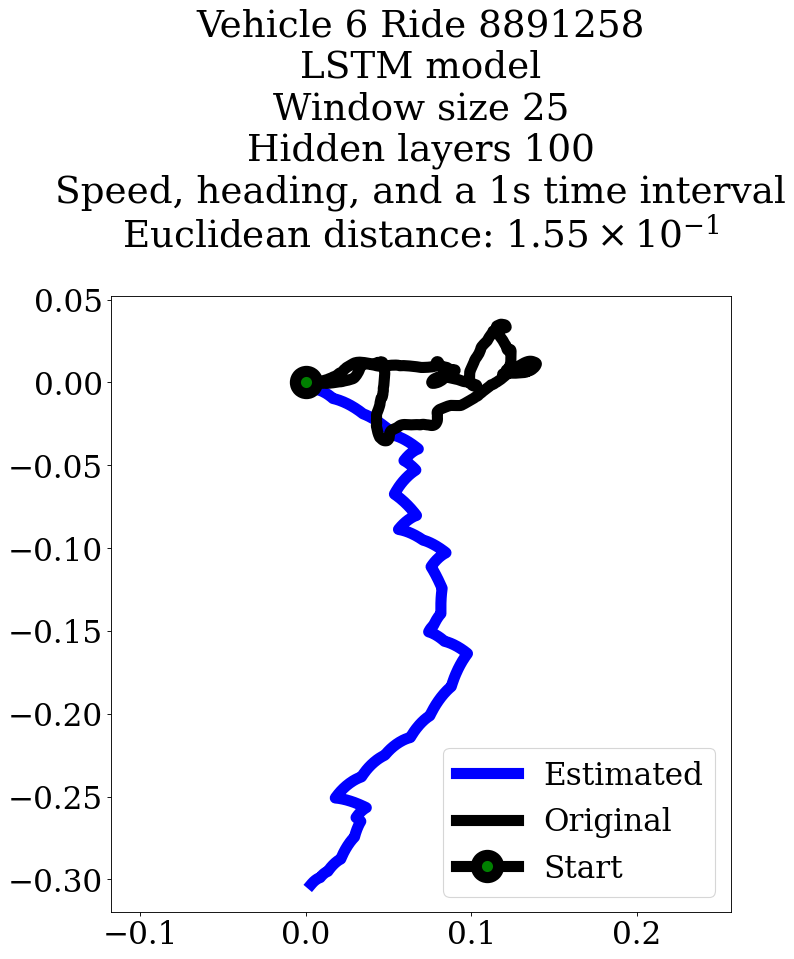 Vehicle 6 Ride 8891258
LSTM model
Window size 25
Hidden layers 100
Speed, heading, and a 1s time interval
Euclidean distance: 1.55 × 10⁻¹
0.05
0.00
−0.05
−0.10
−0.15
−0.20
−0.25
−0.30
Estimated
Original
Start
−0.1 0.0 0.1 0.2